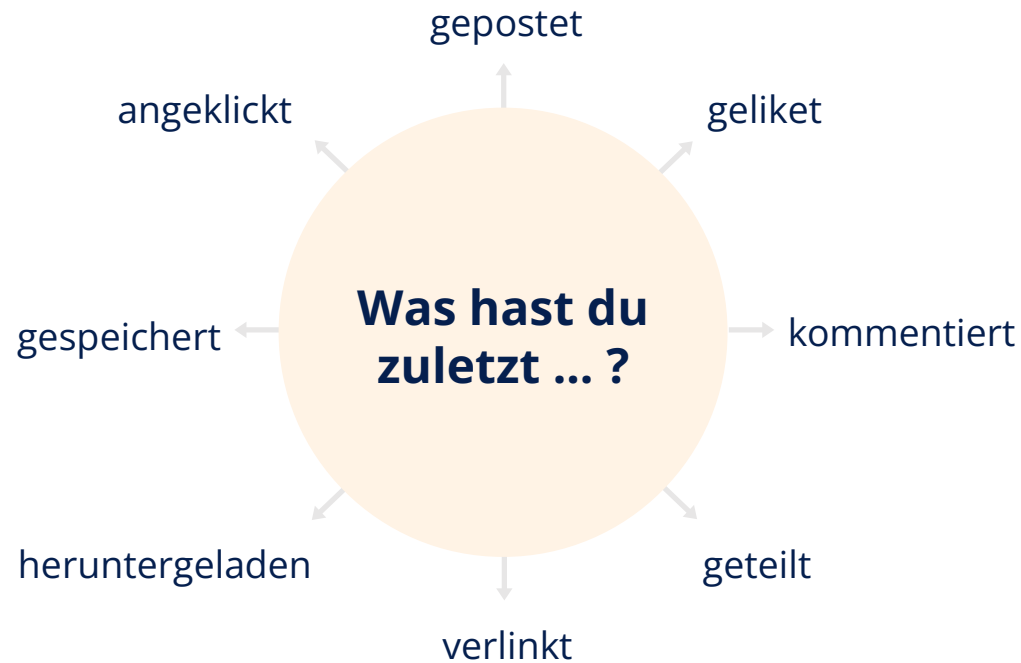 gepostet
angeklickt
geliket
Was hast du
zuletzt ... ?
gespeichert
kommentiert
heruntergeladen
geteilt
verlinkt